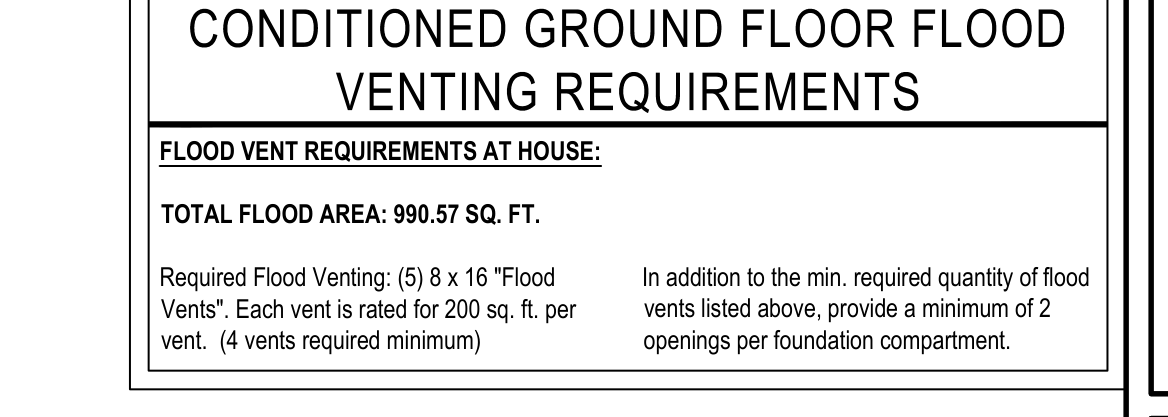 CONDITIONED GROUND FLOOR FLOOD
VENTING REQUIREMENTS
FLOOD VENT REQUIREMENTS AT HOUSE:
TOTAL FLOOD AREA: 990.57 SQ. FT.
Required Flood Venting: (5) 8 x 16 "Flood
Vents". Each vent is rated for 200 sq. ft. per
vent. (4 vents required minimum)
In addition to the min. required quantity of flood
vents listed above, provide a minimum of 2
openings per foundation compartment.